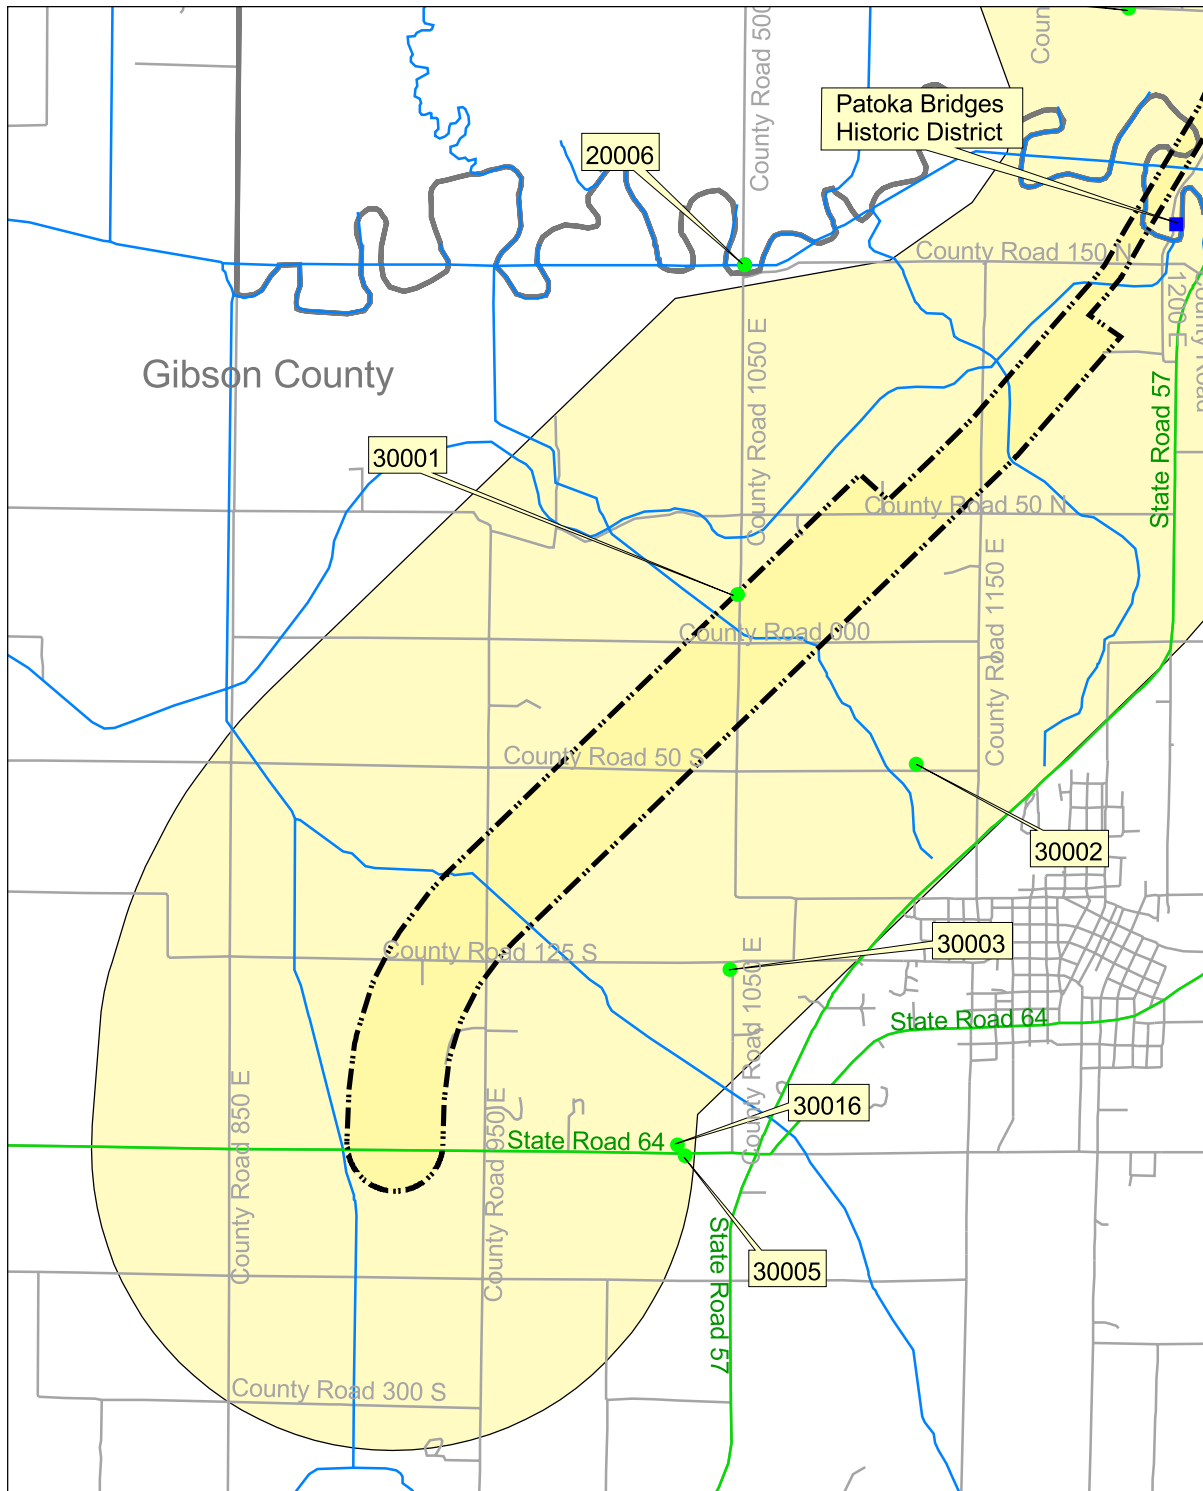 County Road 500
Coun
Patoka Bridges
Historic District
20006
County Road 150 N
County Road
1200 E
Gibson County
County Road 1050 E
State Road 57
30001
County Road 50 N
County Road 1150 E
County Road 000
County Road 50 S
30002
30003
County Road 125 S
County Road 1050 E
State Road 64
30016
County Road 850 E
County Road 950 E
State Road 64
30005
State Road 57
County Road 300 S